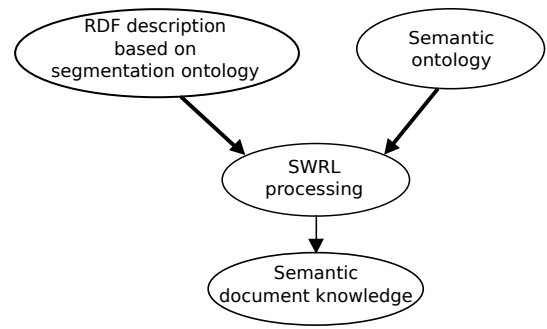 RDF description
based on
segmentation ontology
Semantic
ontology
SWRL
processing
Semantic
document knowledge